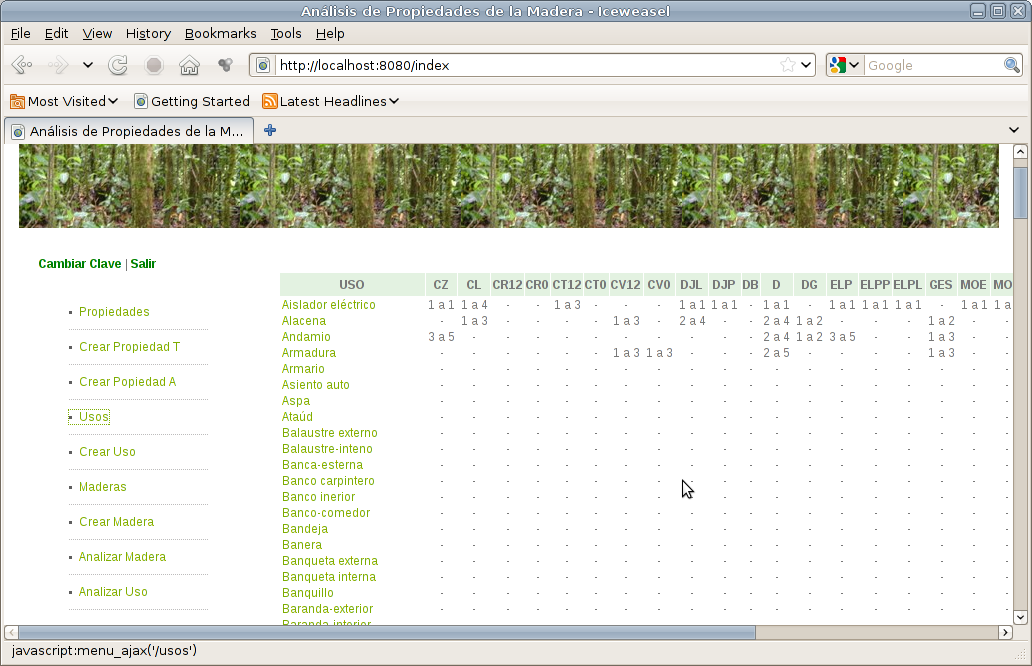 Análisis de Propiedades de la Madera - Iceweasel
File Edit View History Bookmarks Tools Help
http://localhost:8080/index Google
Most Visited Getting Started Latest Headlines
Análisis de Propiedades de la M...
Cambiar Clave | Salir
Propiedades
Crear Propiedad T
Crear Popiedad A
Usos
Crear Uso
Maderas
Crear Madera
Analizar Madera
Analizar Uso
USO CZ CL CR12 CR0 CT12 CT0 CV12 CV0 DJL DJP DB D DG ELP ELPP ELPL GES MOE MO
Aislador eléctrico 1 a 1 1 a 4 - - 1 a 3 - - - 1 a 1 1 a 1 - 1 a 1 - 1 a 1 1 a 1 1 a 1 - 1 a 1 1 a
Alacena - 1 a 3 - - - - 1 a 3 - 2 a 4 - - 2 a 4 1 a 2 - - - 1 a 2 - -
Andamio 3 a 5 - - - - - - - - - - 2 a 4 1 a 2 3 a 5 - - 1 a 3 - -
Armadura - - - - - - 1 a 3 1 a 3 - - - 2 a 5 - - - - 1 a 3 - -
Armario - - - - - - - - - - - - - - - - - - -
Asiento auto - - - - - - - - - - - - - - - - - - -
Aspa - - - - - - - - - - - - - - - - - - -
Ataúd - - - - - - - - - - - - - - - - - - -
Balaustre externo - - - - - - - - - - - - - - - - - - -
Balaustre-inteno - - - - - - - - - - - - - - - - - - -
Banca-esterna - - - - - - - - - - - - - - - - - - -
Banco carpintero - - - - - - - - - - - - - - - - - - -
Banco inerior - - - - - - - - - - - - - - - - - - -
Banco-comedor - - - - - - - - - - - - - - - - - - -
Bandeja - - - - - - - - - - - - - - - - - - -
Banera - - - - - - - - - - - - - - - - - - -
Banqueta externa - - - - - - - - - - - - - - - - - - -
Banqueta interna - - - - - - - - - - - - - - - - - - -
Banquillo - - - - - - - - - - - - - - - - - - -
Baranda-exterior - - - - - - - - - - - - - - - - - - -
Baranda-interior - - - - - - - - - - - - - - - - - - -
javascript:menu_ajax('/usos')